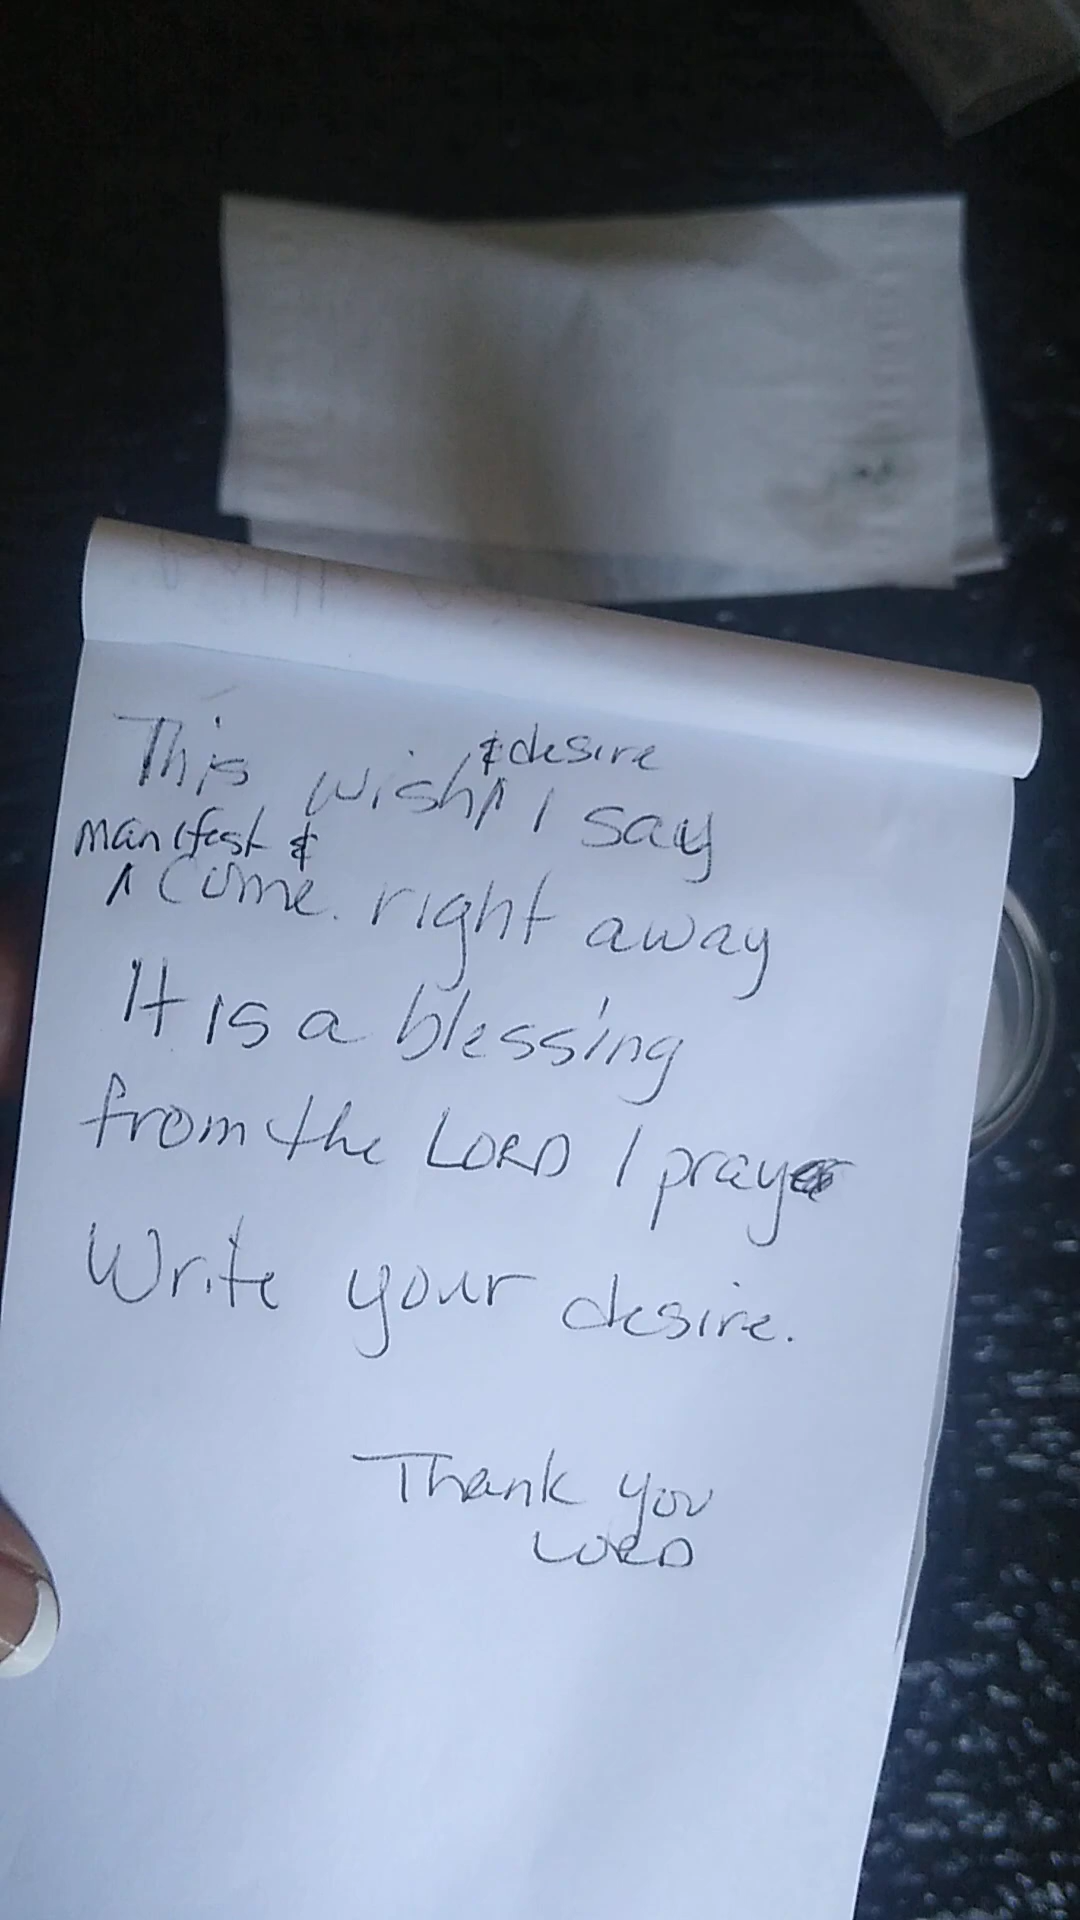 This wish & desire I say
manifest & come right away
It is a blessing
from the LORD I pray
Write your desire.
Thank you
LORD